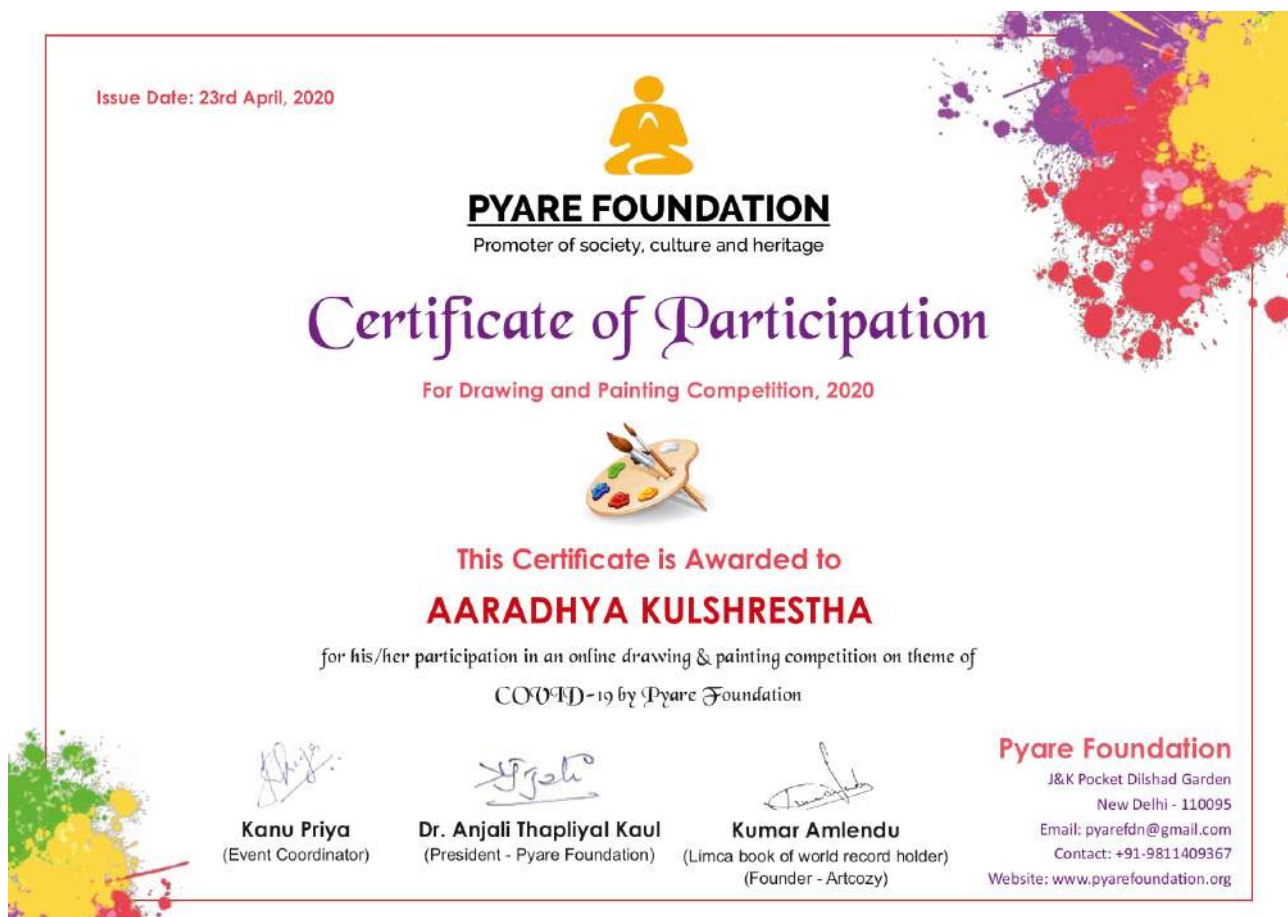 Issue Date: 23rd April, 2020
PYARE FOUNDATION
Promoter of society, culture and heritage
Certificate of Participation
For Drawing and Painting Competition, 2020
This Certificate is Awarded to
AARADHYA KULSHRESTHA
for his/her participation in an online drawing & painting competition on theme of
COVID-19 by Pyare Foundation
Kanu Priya
(Event Coordinator)
Dr. Anjali Thapliyal Kaul
(President - Pyare Foundation)
Kumar Amlendu
(Limca book of world record holder)
(Founder - Artcozy)
Pyare Foundation
J&K Pocket Dilshad Garden
New Delhi - 110095
Email: pyarefdn@gmail.com
Contact: +91-9811409367
Website: www.pyarefoundation.org